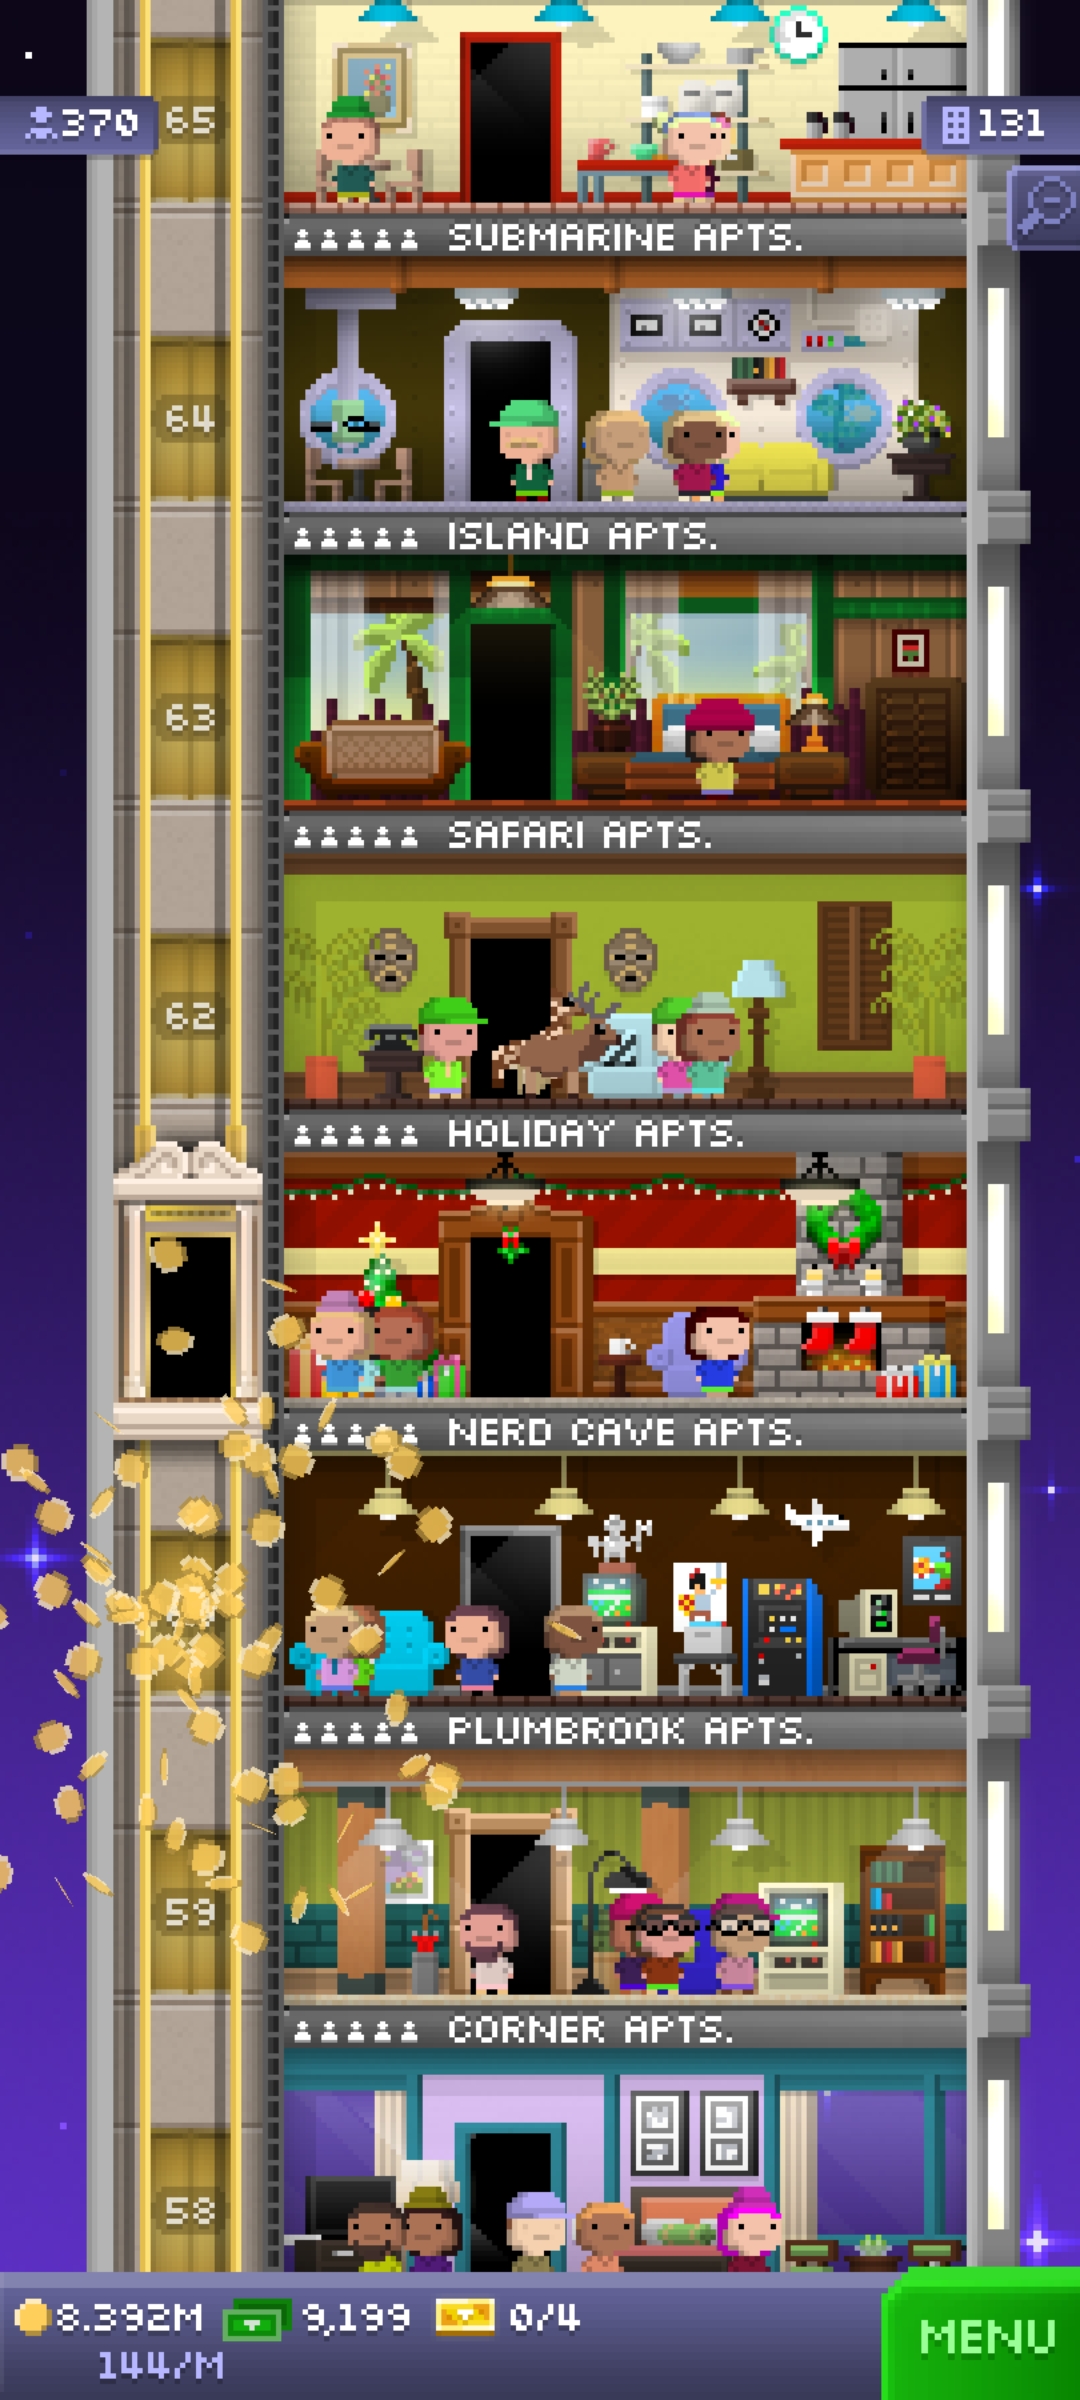 370
65
131
SUBMARINE APTS.
64
ISLAND APTS.
63
SAFARI APTS.
62
HOLIDAY APTS.
NERD CAVE APTS.
PLUMBROOK APTS.
59
CORNER APTS.
58
8.392M 9,199 0/4
144/M
MENU